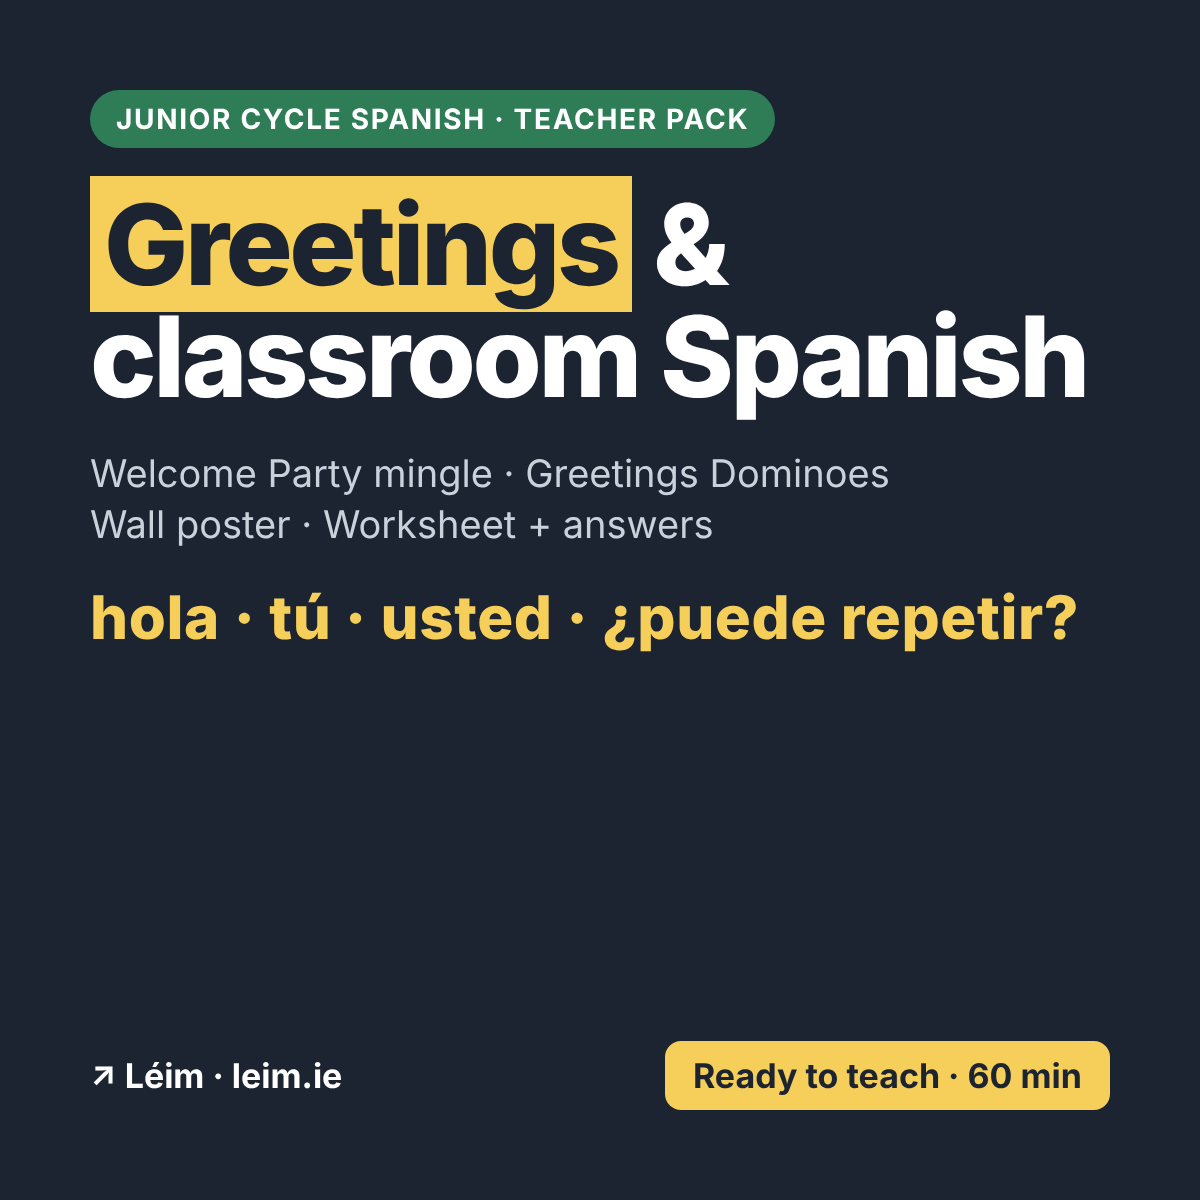 JUNIOR CYCLE SPANISH · TEACHER PACK
Greetings &
classroom Spanish
Welcome Party mingle · Greetings Dominoes
Wall poster · Worksheet + answers
hola · tú · usted · ¿puede repetir?
↗ Léim · leim.ie
Ready to teach · 60 min